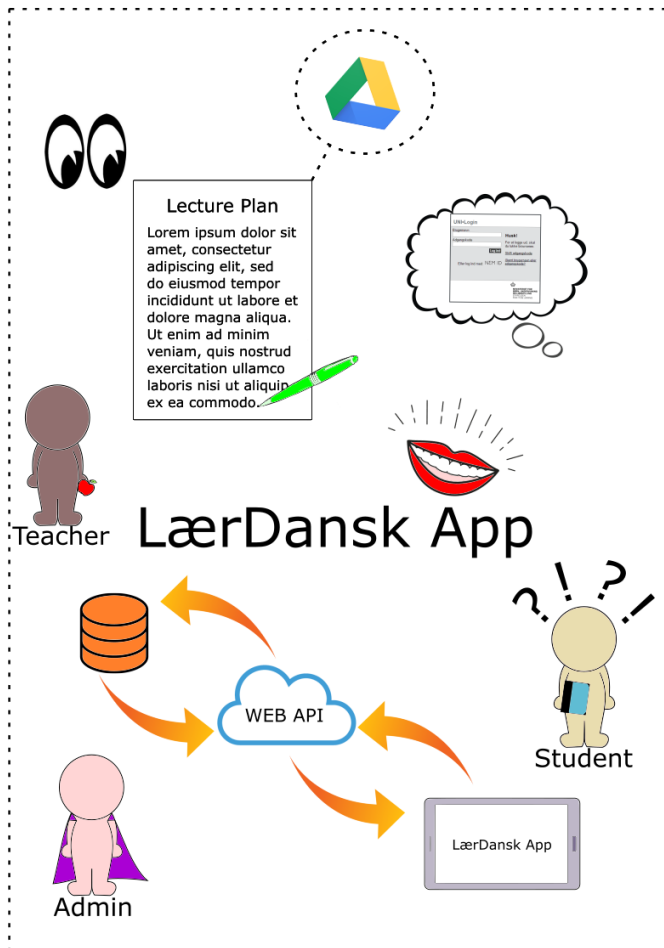 Lecture Plan
Lorem ipsum dolor sit
amet, consectetur
adipiscing elit, sed
do eiusmod tempor
incididunt ut labore et
dolore magna aliqua.
Ut enim ad minim
veniam, quis nostrud
exercitation ullamco
laboris nisi ut aliquip
ex ea commodo.
UNI•Login
Teacher
LærDansk App
?!?!
WEB API
Student
LærDansk App
Admin